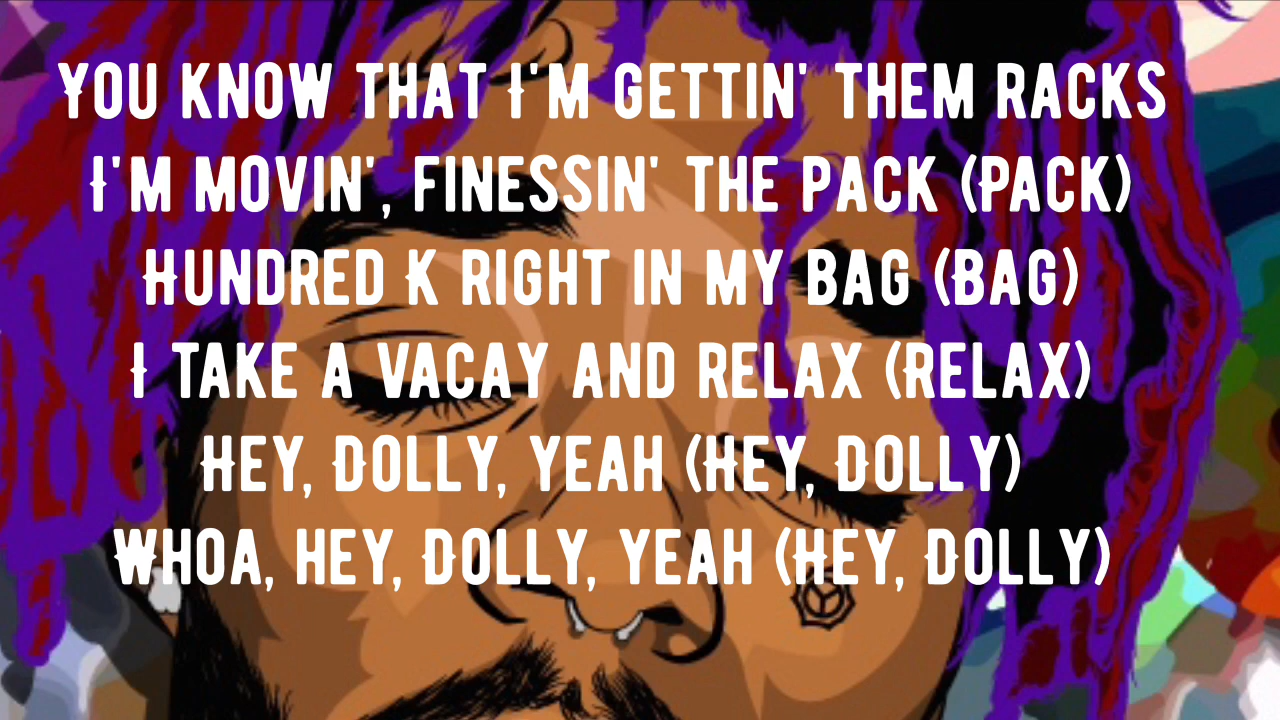 YOU KNOW THAT I'M GETTIN' THEM RACKS
I'M MOVIN', FINESSIN' THE PACK (PACK)
HUNDRED K RIGHT IN MY BAG (BAG)
I TAKE A VACAY AND RELAX (RELAX)
HEY, DOLLY, YEAH (HEY, DOLLY)
WHOA, HEY, DOLLY, YEAH (HEY, DOLLY)